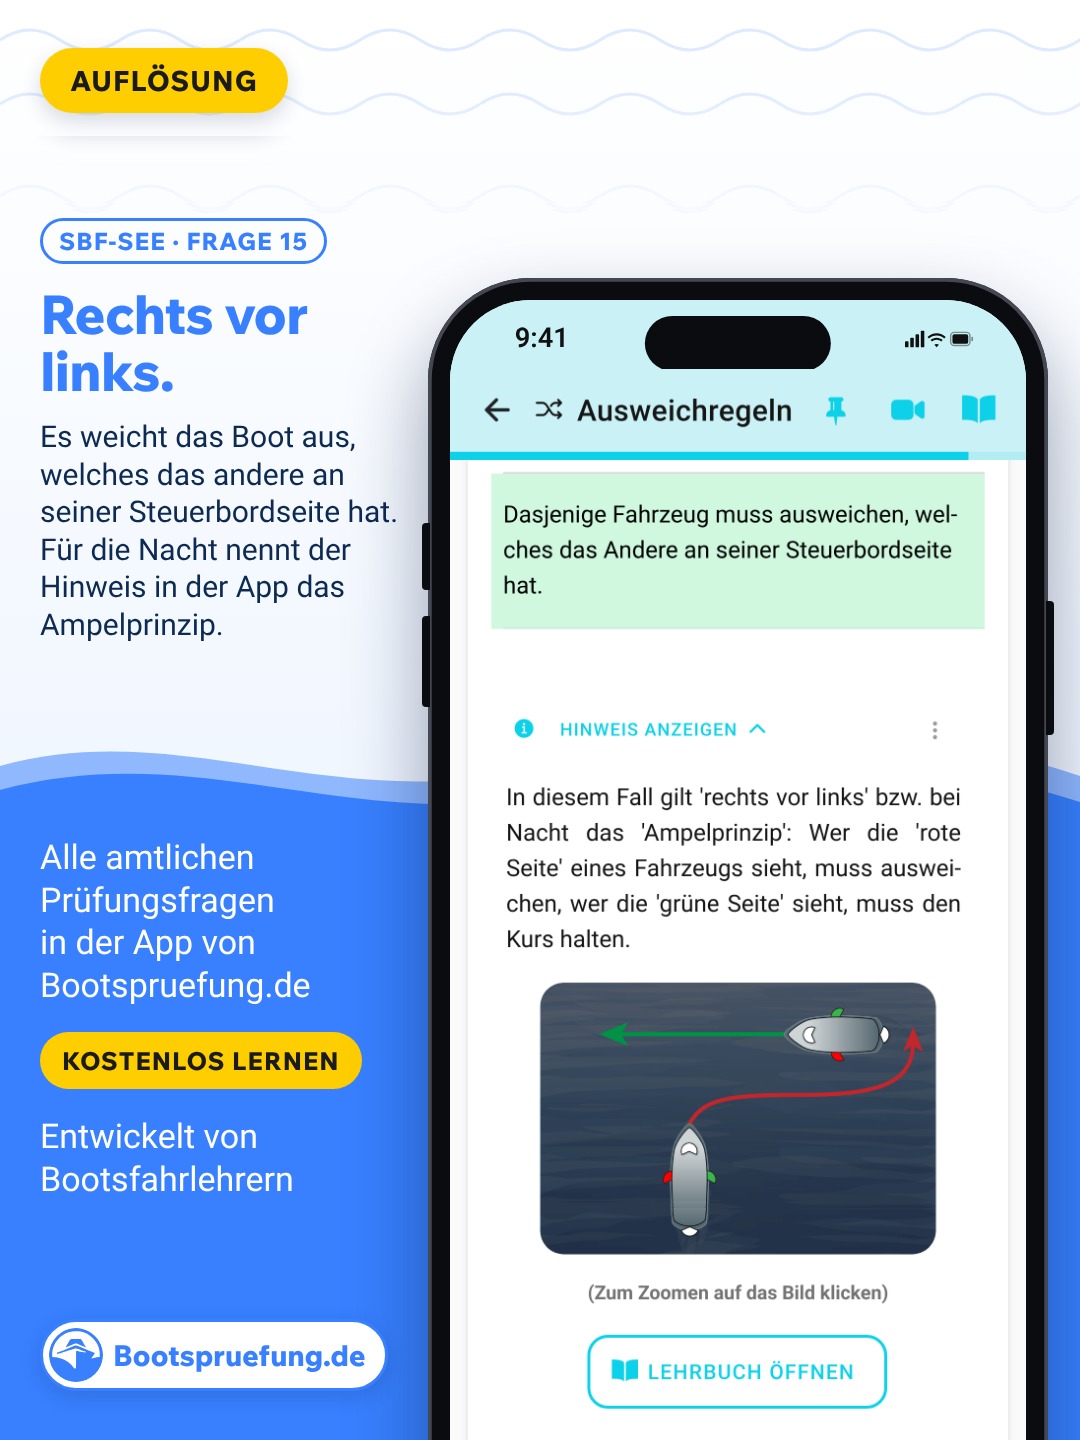 AUFLÖSUNG
SBF-SEE · FRAGE 15
Rechts vor
links.
Es weicht das Boot aus,
welches das andere an
seiner Steuerbordseite hat.
Für die Nacht nennt der
Hinweis in der App das
Ampelprinzip.
Alle amtlichen
Prüfungsfragen
in der App von
Bootspruefung.de
KOSTENLOS LERNEN
Entwickelt von
Bootsfahrlehrern
Bootspruefung.de
9:41
Ausweichregeln
Dasjenige Fahrzeug muss ausweichen, wel-
ches das Andere an seiner Steuerbordseite
hat.
HINWEIS ANZEIGEN
In diesem Fall gilt 'rechts vor links' bzw. bei
Nacht das 'Ampelprinzip': Wer die 'rote
Seite' eines Fahrzeugs sieht, muss auswei-
chen, wer die 'grüne Seite' sieht, muss den
Kurs halten.
(Zum Zoomen auf das Bild klicken)
LEHRBUCH ÖFFNEN